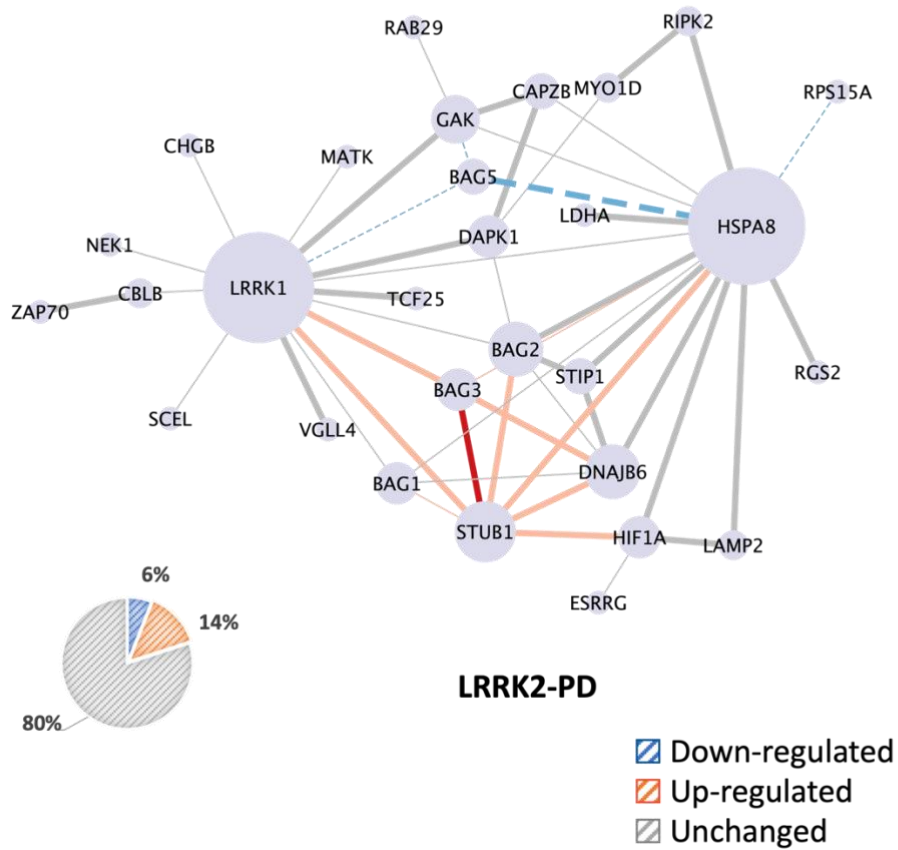 RAB29
RIPK2
CAPZB
MYO1D
RPS15A
GAK
CHGB
MATK
BAG5
LDHA
HSPA8
DAPK1
NEK1
LRRK1
CBLB
TCF25
ZAP70
BAG2
STIP1
RGS2
BAG3
SCEL
VGLL4
DNAJB6
BAG1
STUB1
HIF1A
LAMP2
ESRRG
6%
14%
80%
LRRK2-PD
Down-regulated
Up-regulated
Unchanged